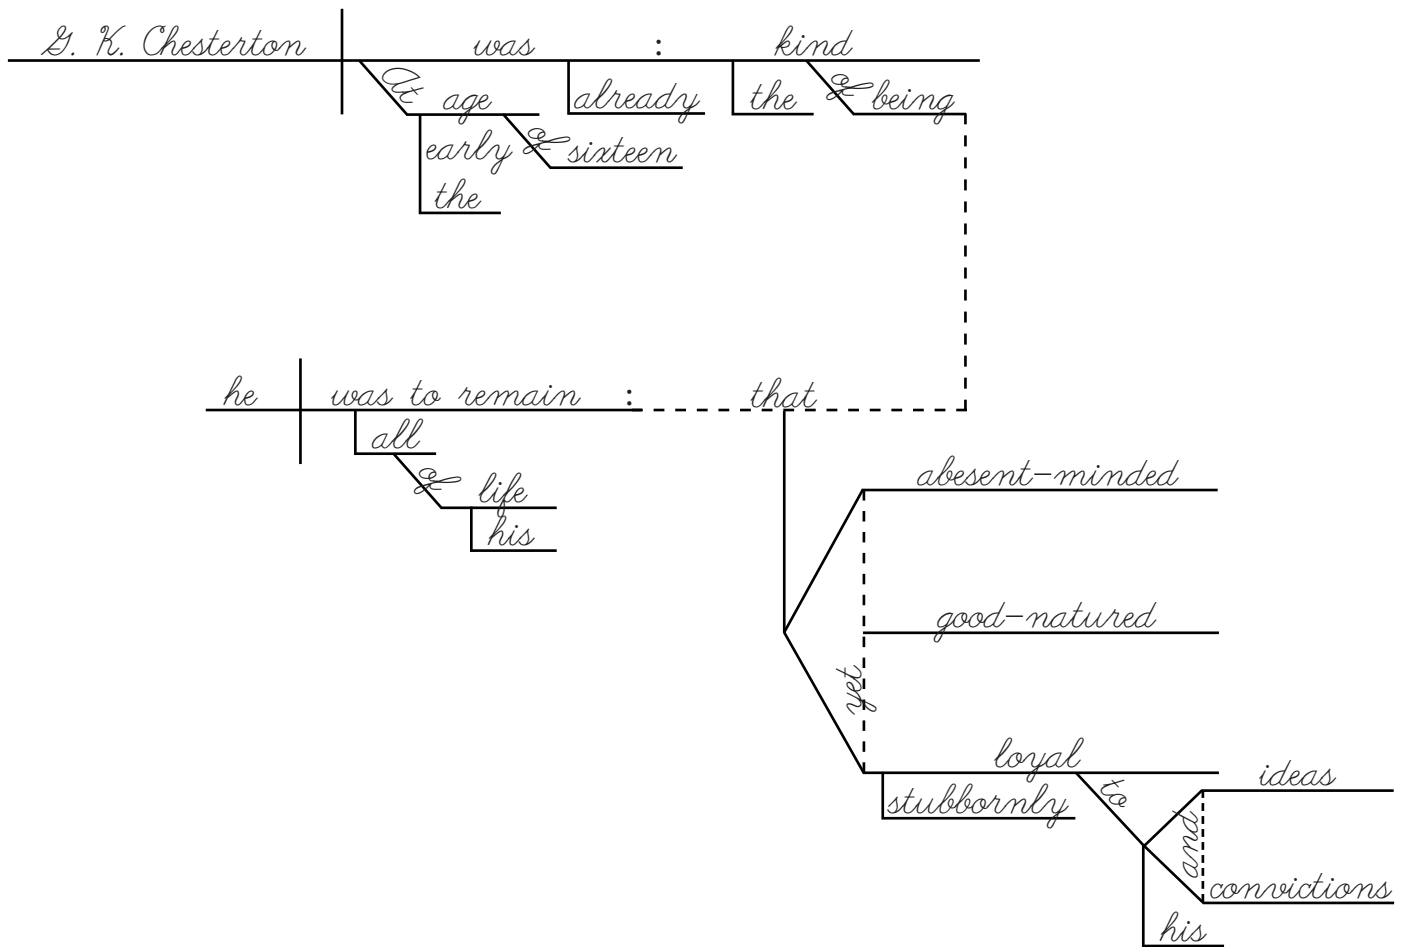 G. K. Chesterton was : kind
At age already the of being
early of sixteen
the
he was to remain : that
all
of life
his
abesent-minded
good-natured
yet
loyal
stubbornly to ideas
and
convictions
his